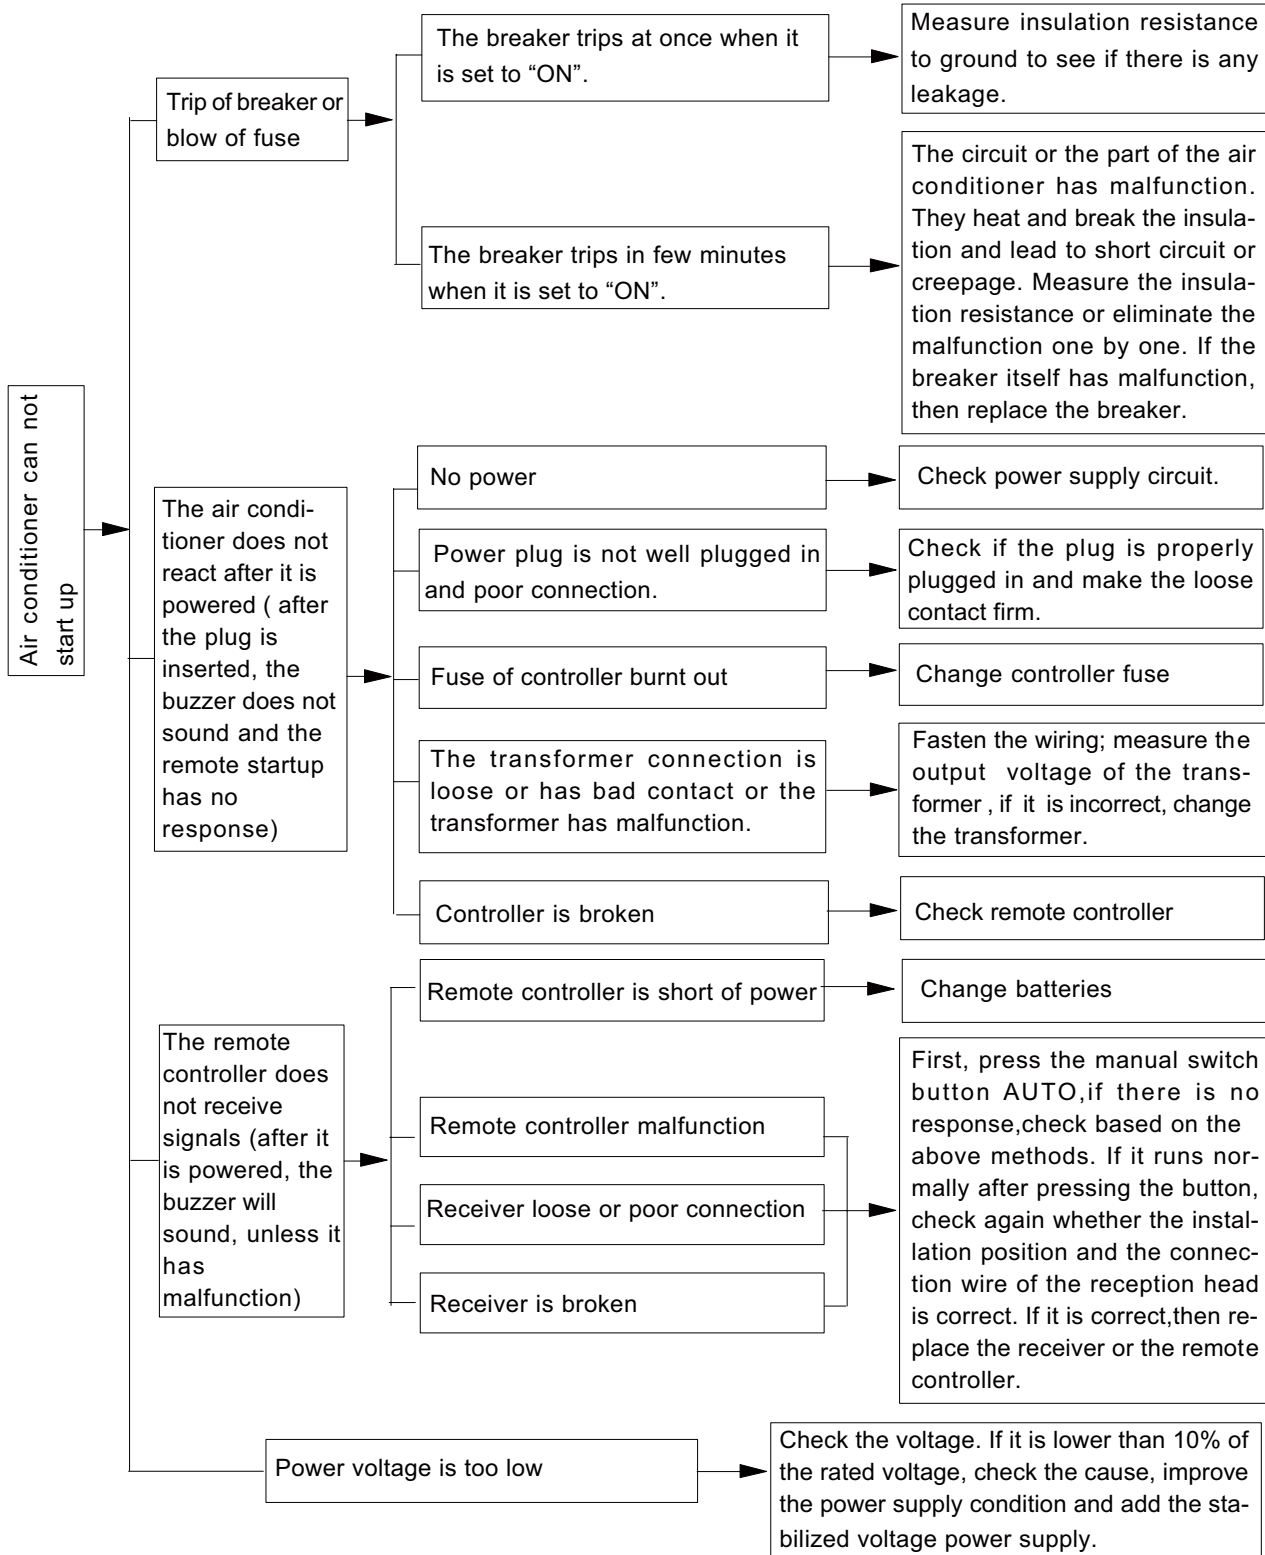 Air conditioner can not
start up
Trip of breaker or
blow of fuse
The breaker trips at once when it
is set to “ON”.
Measure insulation resistance
to ground to see if there is any
leakage.
The breaker trips in few minutes
when it is set to “ON”.
The circuit or the part of the air
conditioner has malfunction.
They heat and break the insula-
tion and lead to short circuit or
creepage. Measure the insula-
tion resistance or eliminate the
malfunction one by one. If the
breaker itself has malfunction,
then replace the breaker.
The air condi-
tioner does not
react after it is
powered ( after
the plug is
inserted, the
buzzer does not
sound and the
remote startup
has no
response)
No power
Check power supply circuit.
Power plug is not well plugged in
and poor connection.
Check if the plug is properly
plugged in and make the loose
contact firm.
Fuse of controller burnt out
Change controller fuse
The transformer connection is
loose or has bad contact or the
transformer has malfunction.
Fasten the wiring; measure the
output voltage of the trans-
former , if it is incorrect, change
the transformer.
Controller is broken
Check remote controller
The remote
controller does
not receive
signals (after it
is powered, the
buzzer will
sound, unless it
has
malfunction)
Remote controller is short of power
Change batteries
Remote controller malfunction
Receiver loose or poor connection
Receiver is broken
First, press the manual switch
button AUTO,if there is no
response,check based on the
above methods. If it runs nor-
mally after pressing the button,
check again whether the instal-
lation position and the connec-
tion wire of the reception head
is correct. If it is correct,then re-
place the receiver or the remote
controller.
Power voltage is too low
Check the voltage. If it is lower than 10% of
the rated voltage, check the cause, improve
the power supply condition and add the sta-
bilized voltage power supply.